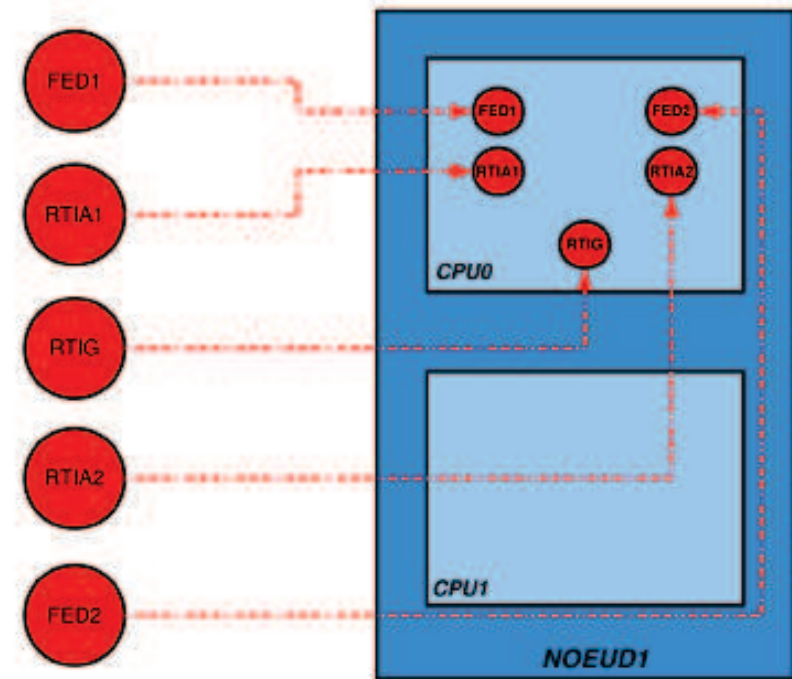 FED1
RTIA1
RTIG
RTIA2
FED2
FED1
FED2
RTIA1
RTIA2
RTIG
CPU0
CPU1
NOEUD1